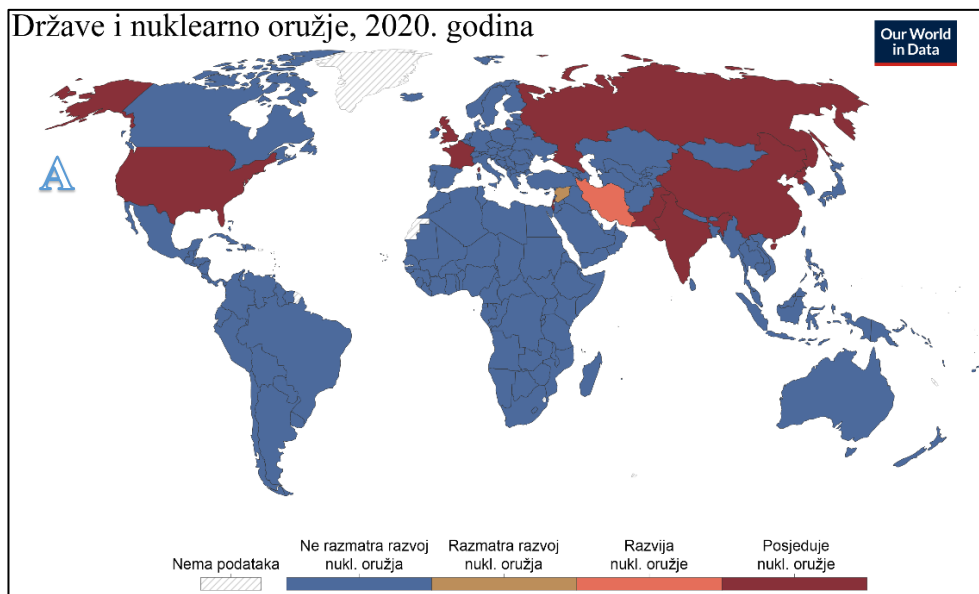 Države i nuklearno oružje, 2020. godina
Our World
in Data
A
Nema podataka
Ne razmatra razvoj
nukl. oružja
Razmatra razvoj
nukl. oružja
Razvija
nukl. oružje
Posjeduje
nukl. oružje